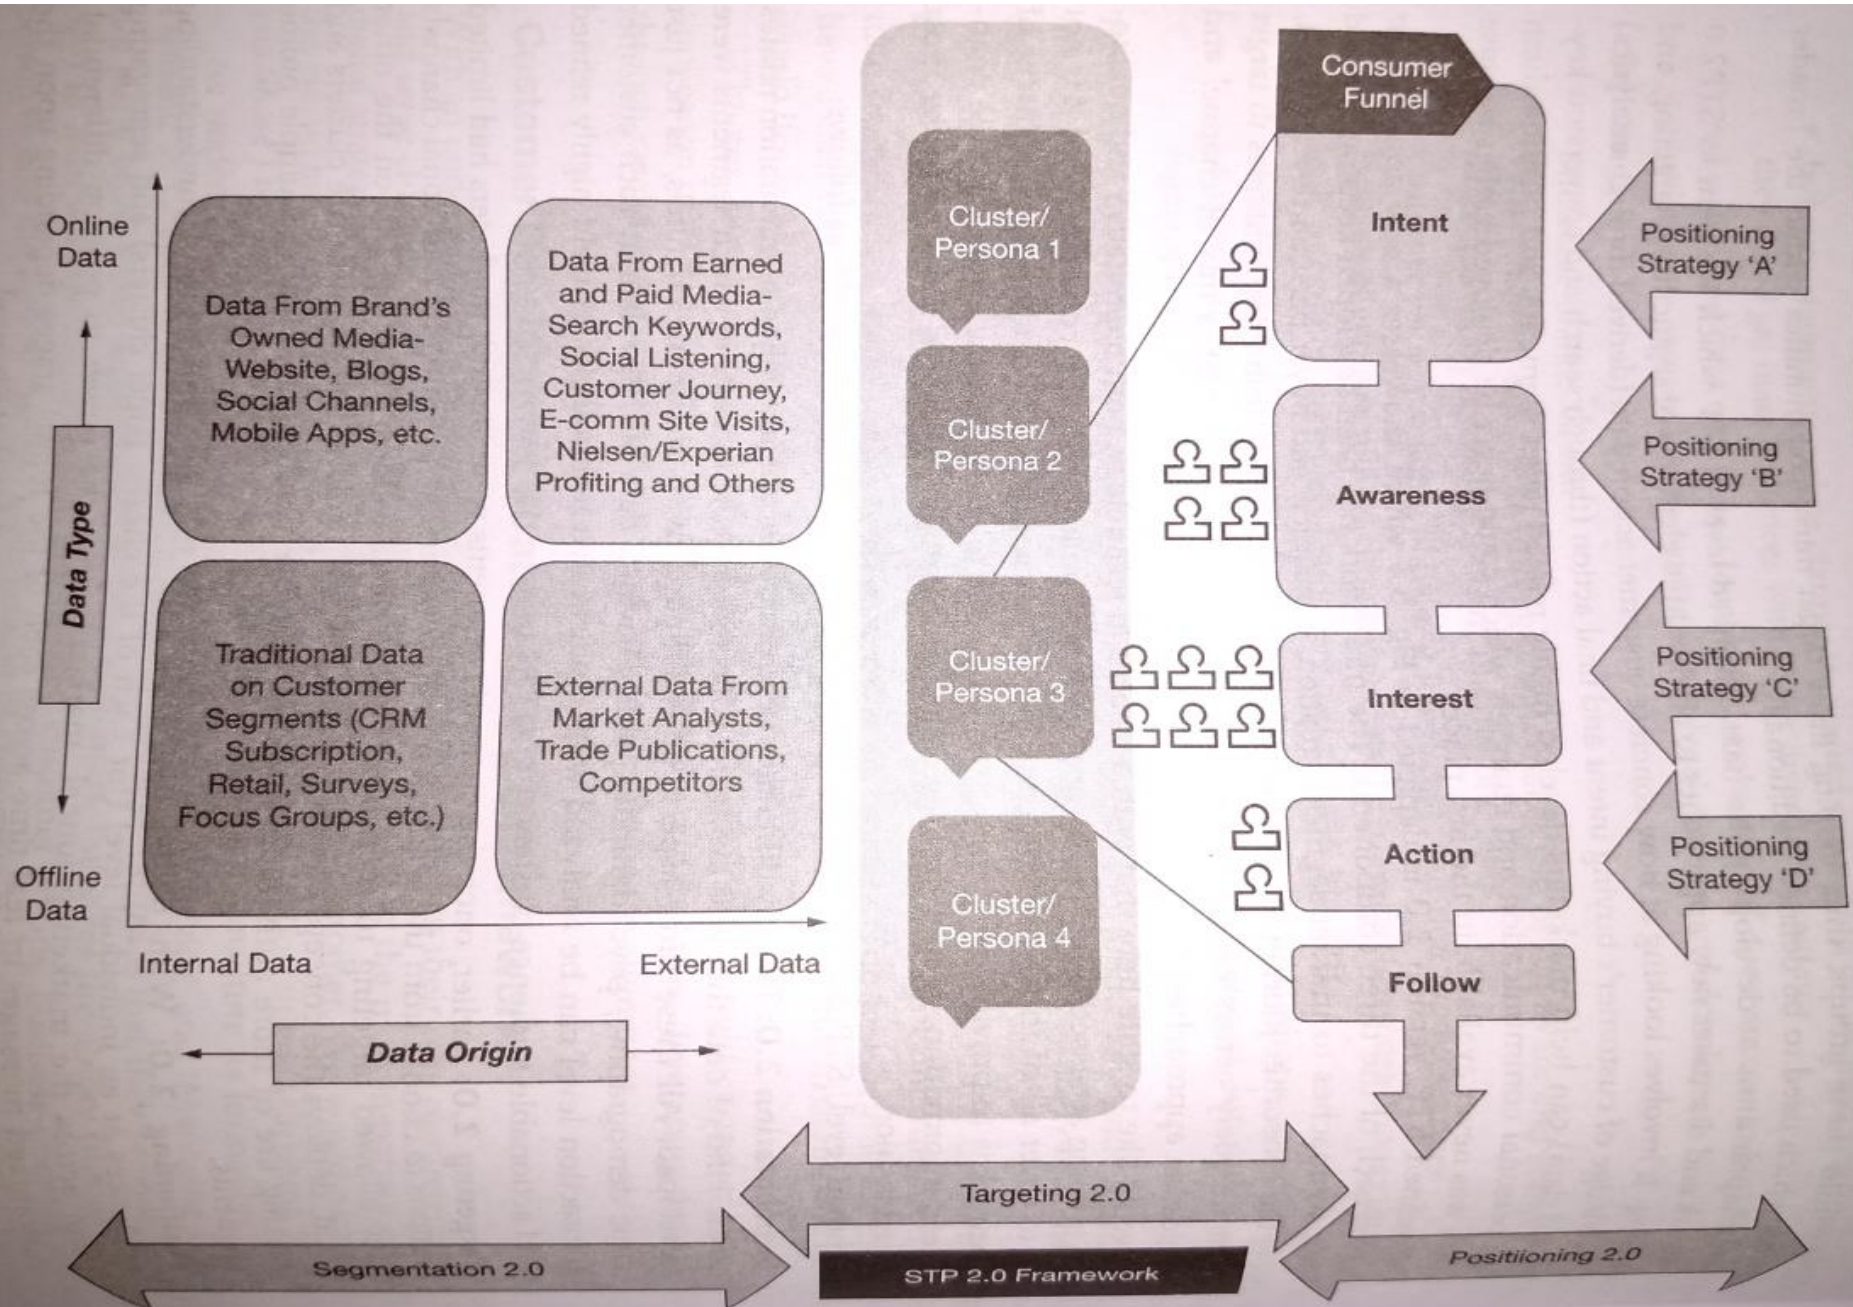 Online
Data
Data Type
Offline
Data
Data From Brand's
Owned Media-
Website, Blogs,
Social Channels,
Mobile Apps, etc.
Data From Earned
and Paid Media-
Search Keywords,
Social Listening,
Customer Journey,
E-comm Site Visits,
Nielsen/Experian
Profiting and Others
Traditional Data
on Customer
Segments (CRM
Subscription,
Retail, Surveys,
Focus Groups, etc.)
External Data From
Market Analysts,
Trade Publications,
Competitors
Internal Data
External Data
Data Origin
Cluster/
Persona 1
Cluster/
Persona 2
Cluster/
Persona 3
Cluster/
Persona 4
Consumer
Funnel
Intent
Awareness
Interest
Action
Follow
Positioning
Strategy 'A'
Positioning
Strategy 'B'
Positioning
Strategy 'C'
Positioning
Strategy 'D'
Segmentation 2.0
Targeting 2.0
STP 2.0 Framework
Positiioning 2.0